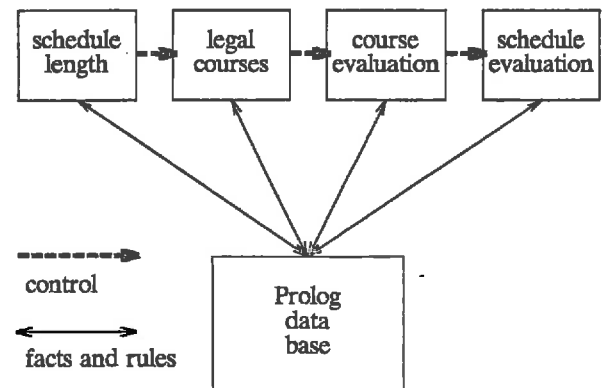 schedule
length
legal
courses
course
evaluation
schedule
evaluation
control
facts and rules
Prolog
data
base